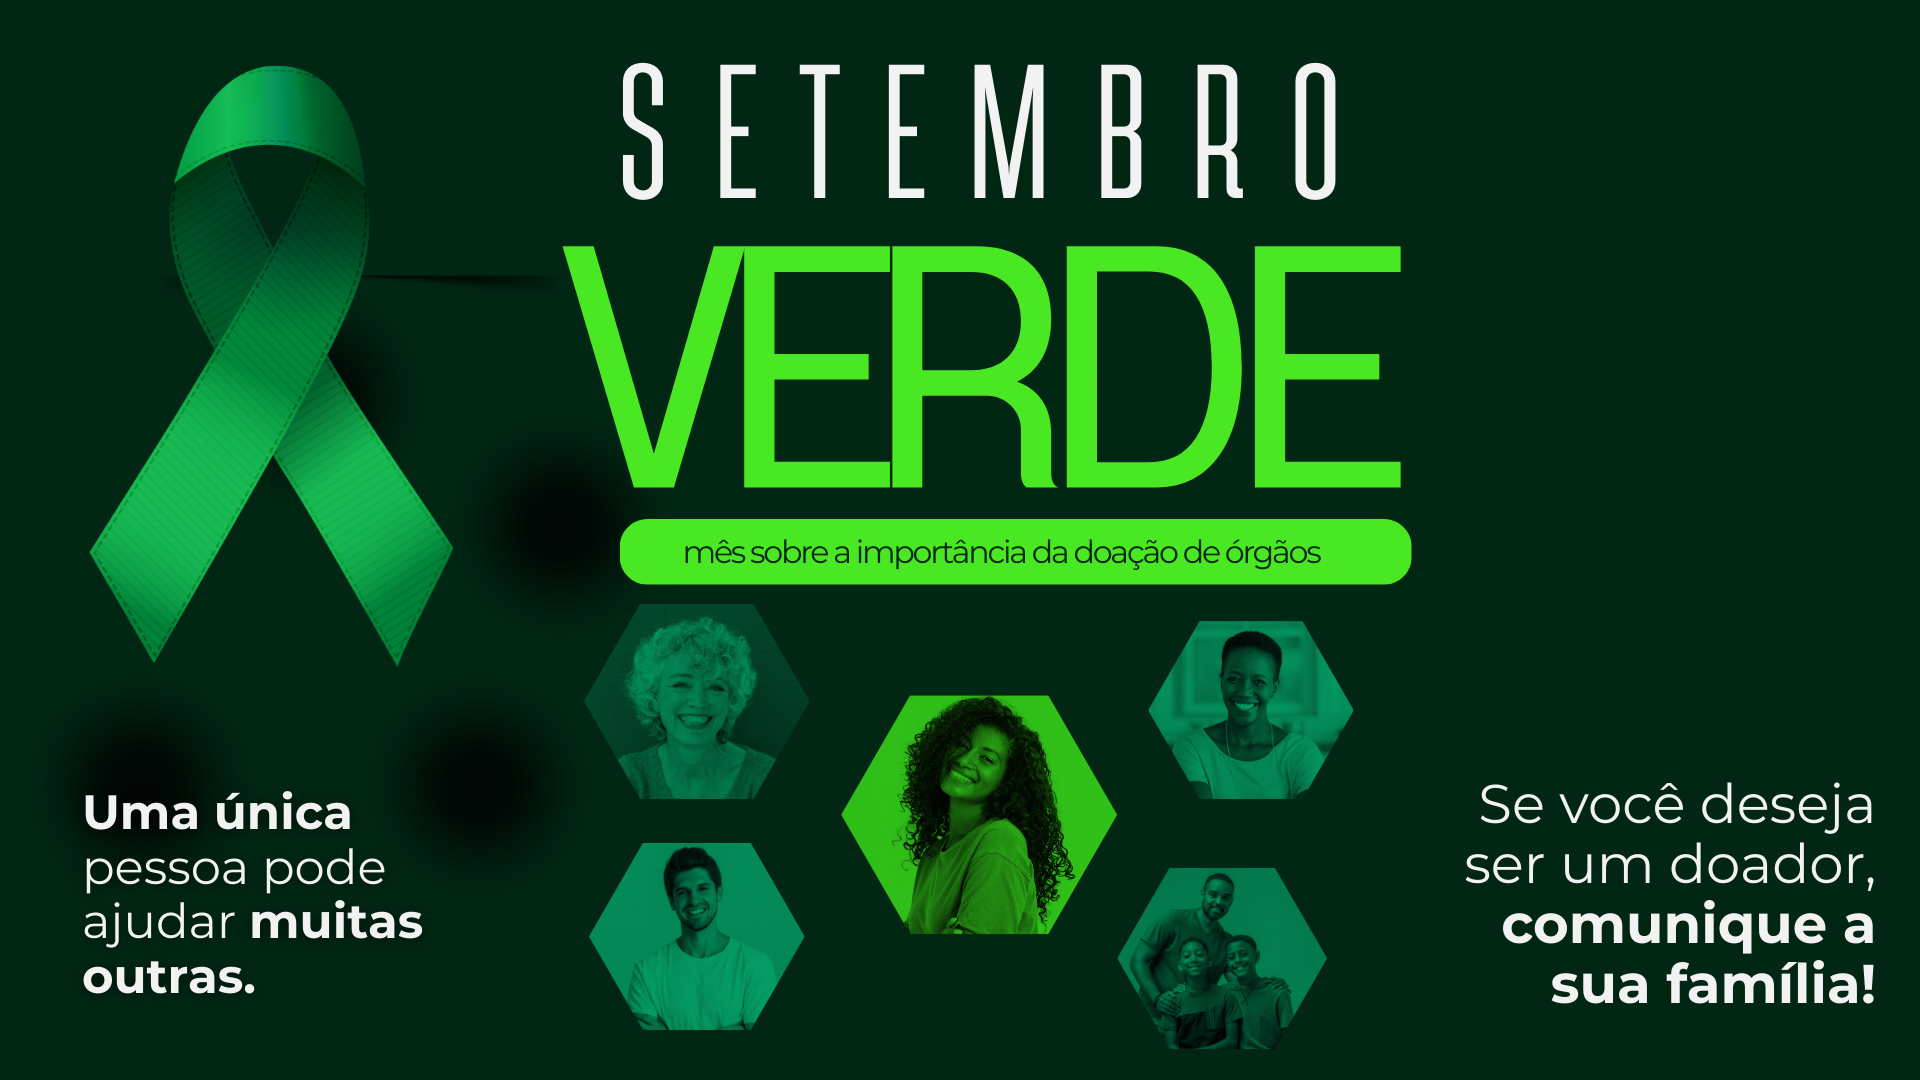 SETEMBRO
VERDE
mês sobre a importância da doação de órgãos
Uma única
pessoa pode
ajudar muitas
outras.
Se você deseja
ser um doador,
comunique a
sua família!